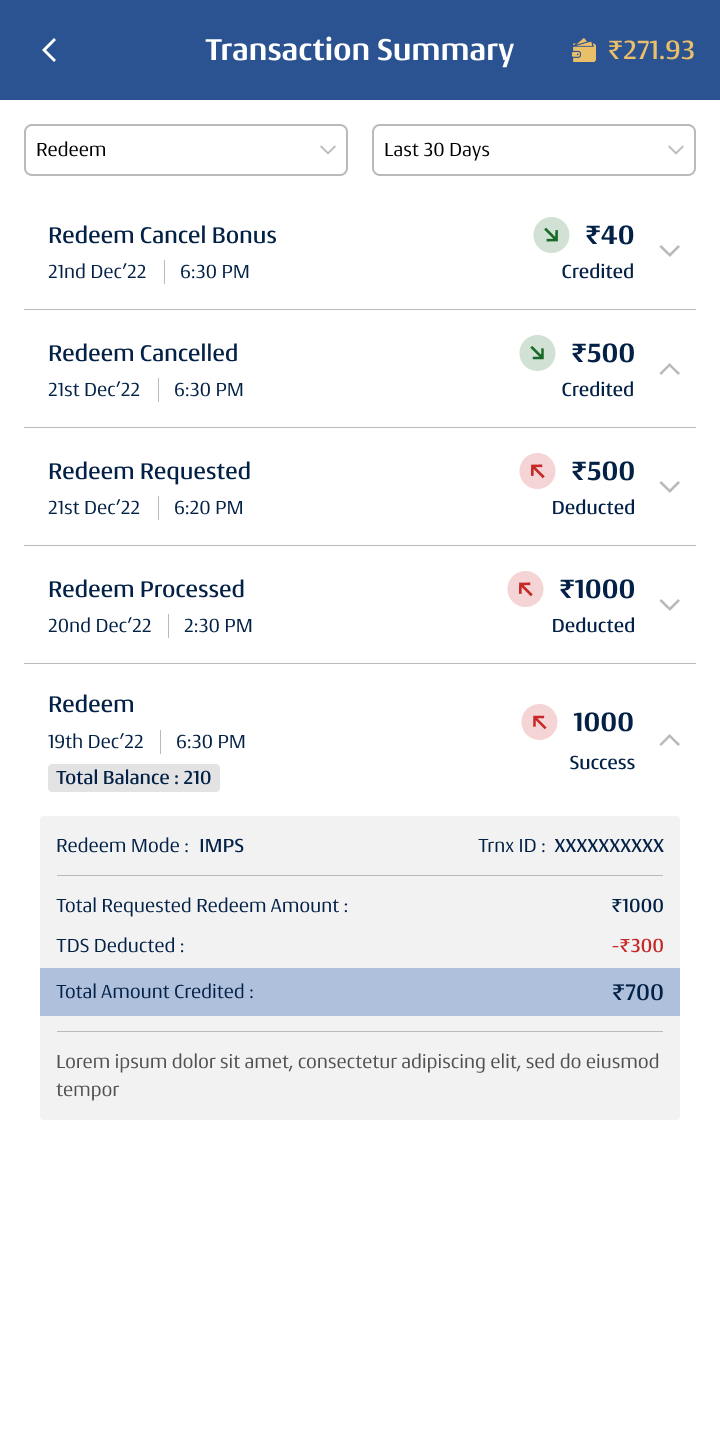 Transaction Summary ₹271.93
Redeem Last 30 Days
Redeem Cancel Bonus ₹40
21nd Dec’22 6:30 PM Credited
Redeem Cancelled ₹500
21st Dec’22 6:30 PM Credited
Redeem Requested ₹500
21st Dec’22 6:20 PM Deducted
Redeem Processed ₹1000
20nd Dec’22 2:30 PM Deducted
Redeem 1000
19th Dec’22 6:30 PM Success
Total Balance : 210
Redeem Mode : IMPS Trnx ID : XXXXXXXXXX
Total Requested Redeem Amount : ₹1000
TDS Deducted : -₹300
Total Amount Credited : ₹700
Lorem ipsum dolor sit amet, consectetur adipiscing elit, sed do eiusmod
tempor